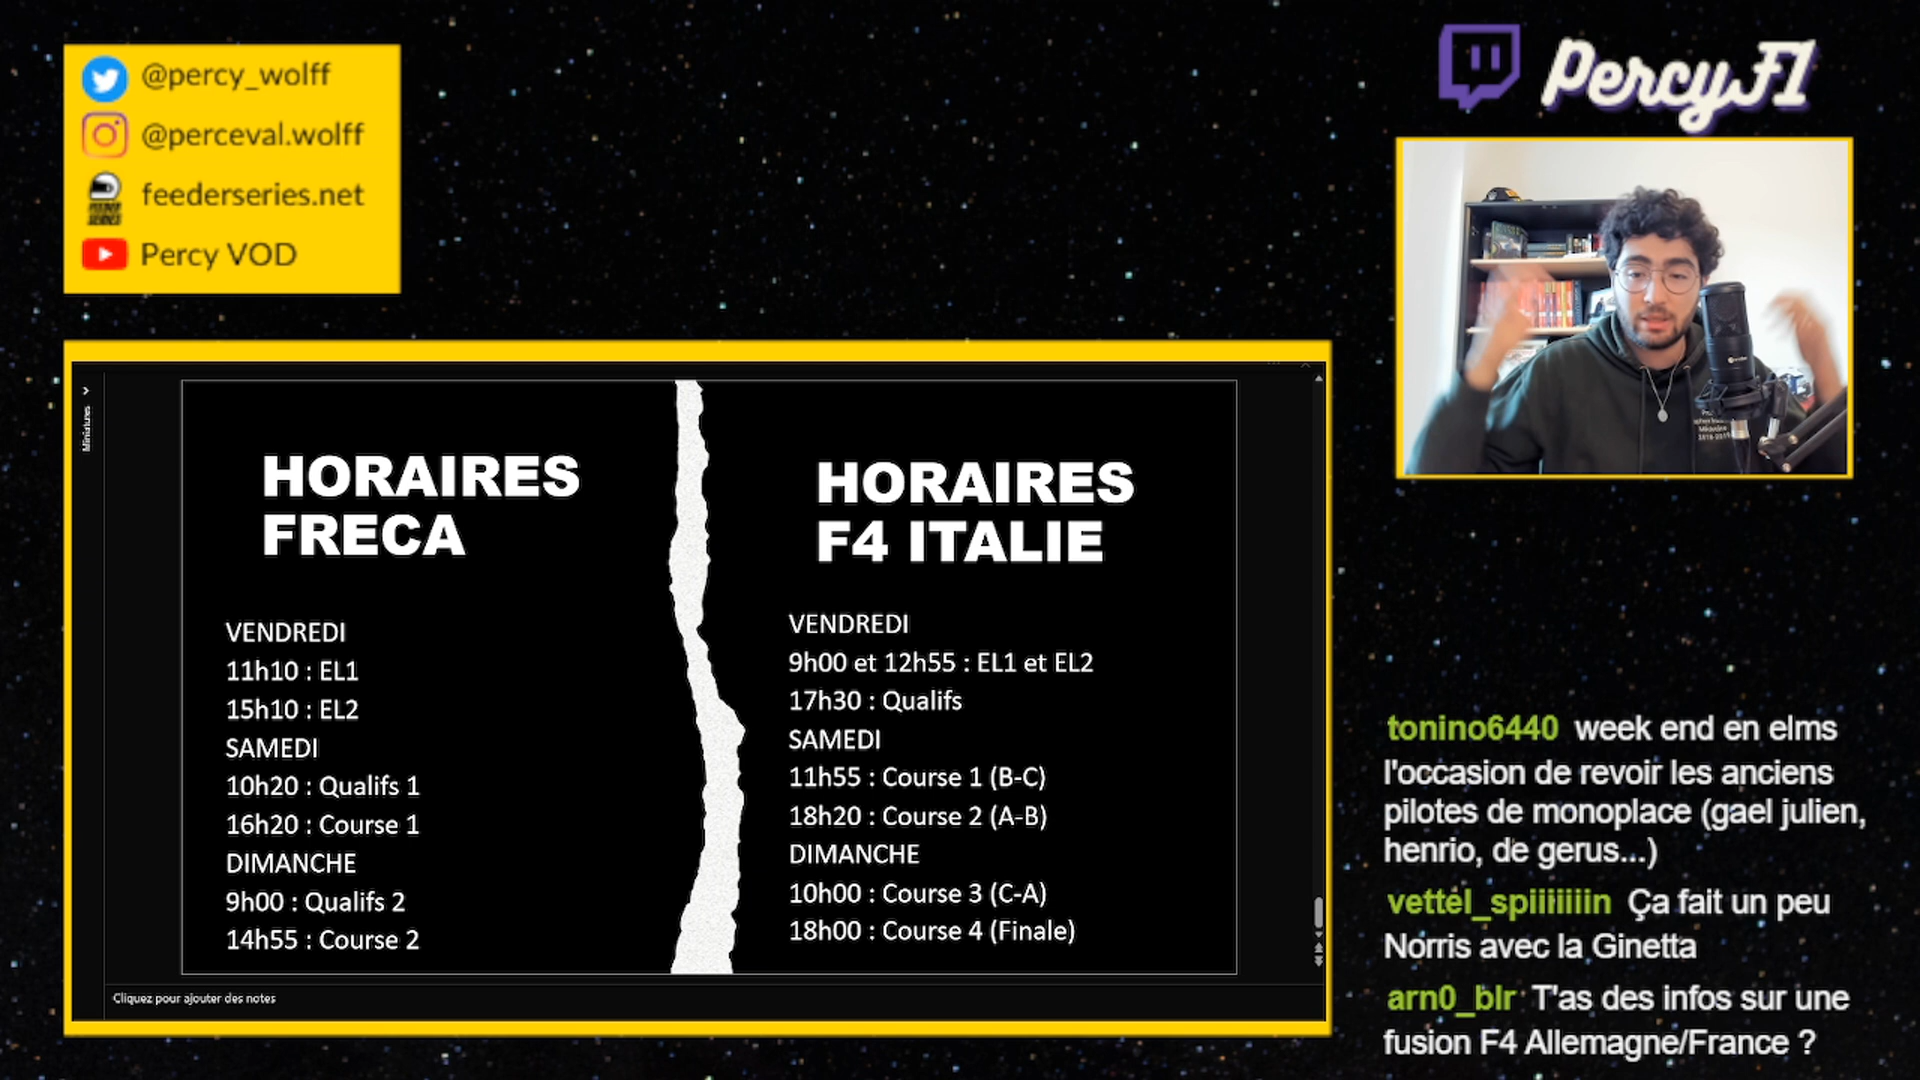 @percy_wolff
@perceval.wolff
feederseries.net
Percy VOD
PercyF1
Miniatures
HORAIRES
FRECA
VENDREDI
11h10 : EL1
15h10 : EL2
SAMEDI
10h20 : Qualifs 1
16h20 : Course 1
DIMANCHE
9h00 : Qualifs 2
14h55 : Course 2
HORAIRES
F4 ITALIE
VENDREDI
9h00 et 12h55 : EL1 et EL2
17h30 : Qualifs
SAMEDI
11h55 : Course 1 (B-C)
18h20 : Course 2 (A-B)
DIMANCHE
10h00 : Course 3 (C-A)
18h00 : Course 4 (Finale)
Cliquez pour ajouter des notes
tonino6440 week end en elms
l'occasion de revoir les anciens
pilotes de monoplace (gael julien,
henrio, de gerus...)
vettel_spiiiiiiin Ça fait un peu
Norris avec la Ginetta
arn0_blr T'as des infos sur une
fusion F4 Allemagne/France ?